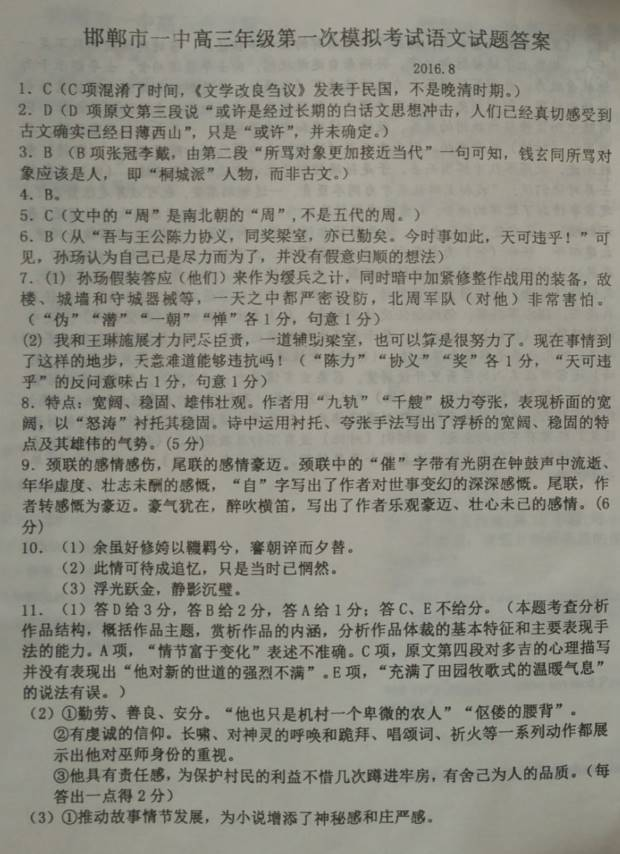 邯郸市一中高三年级第一次模拟考试语文试题答案
2016.8
1．C（C项混淆了时间，《文学改良刍议》发表于民国，不是晚清时期。）
2．D（D 项原文第三段说“或许是经过长期的白话文思想冲击，人们已经真切感受到
古文确实已经日薄西山”，只是“或许”，并未确定。）
3．B （B项张冠李戴，由第二段“所骂对象更加接近当代”一句可知，钱玄同所骂对
象应该是人， 即“桐城派”人物，而非古文。）
4．B。
5．C（文中的“周”是南北朝的“周”，不是五代的周。）
6．B（从“吾与王公陈力协义，同奖梁室，亦已勤矣。今时事如此，天可违乎！”可
见，孙玚认为自己已是尽力而为了，并没有假意归顺的想法）
7．(1) 孙玚假装答应（他们）来作为缓兵之计，同时暗中加紧修整作战用的装备，敌
楼、城墙和守城器械等，一天之中都严密设防，北周军队（对他）非常害怕。
（“伪”“潜”“一朝”“惮”各1分，句意1分）
(2) 我和王琳施展才力同尽臣责，一道辅助梁室，也可以算是很努力了。现在事情到
了这样的地步，天意难道能够违抗吗！（“陈力”“协义”“奖”各1分，“天可违
乎”的反问意味占1分，句意1分）
8．特点：宽阔、稳固、雄伟壮观。作者用“九轨”“千艘”极力夸张，表现桥面的宽
阔，以“怒涛”衬托其稳固。诗中运用衬托、夸张手法写出了浮桥的宽阔、稳固的特
点及其雄伟的气势。(5分)
9．颈联的感情感伤，尾联的感情豪迈。颈联中的“催”字带有光阴在钟鼓声中流逝、
年华虚度、壮志未酬的感慨，“自”字写出了作者对世事变幻的深深感慨。尾联，作
者转感慨为豪迈。豪气犹在，醉吹横笛，写出了作者乐观豪迈、壮心未已的感情。(6
分)
10．（1）余虽好修姱以鞿羁兮，謇朝谇而夕替。
（2）此情可待成追忆，只是当时已惘然。
（3）浮光跃金，静影沉璧。
11．（1）答D给3分，答B给2分，答A给1分；答C、E不给分。（本题考查分析
作品结构，概括作品主题，赏析作品的内涵，分析作品体裁的基本特征和主要表现手
法的能力。A项，“情节富于变化”表述不准确。C项，原文第四段对多吉的心理描写
并没有表现出“他对新的世道的强烈不满”。E项，“充满了田园牧歌式的温暖气息”
的说法有误。）
（2）①勤劳、善良、安分。“他也只是机村一个卑微的农人”“伛偻的腰背”。
②有虔诚的信仰。长啸、对神灵的呼唤和跪拜、唱颂词、祈火等一系列动作都展
示出他对巫师身份的重视。
③他具有责任感，为保护村民的利益不惜几次蹲进牢房，有舍己为人的品质。（每
答出一点得2分）
（3）①推动故事情节发展，为小说增添了神秘感和庄严感。